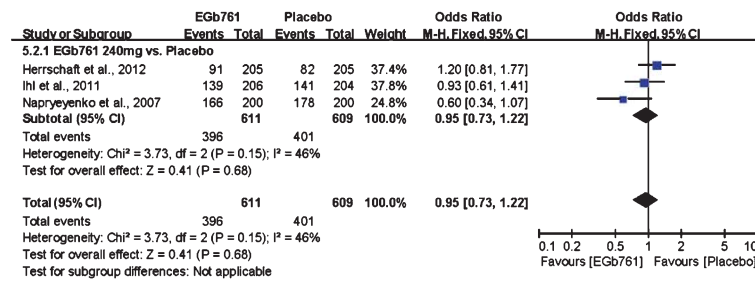 EGb761 Placebo Odds Ratio Odds Ratio
Study or Subgroup Events Total Events Total Weight M-H, Fixed, 95% CI M-H, Fixed, 95% CI
5.2.1 EGb761 240mg vs. Placebo
Herrschaft et al., 2012 91 205 82 205 37.4% 1.20 [0.81, 1.77]
Ihl et al., 2011 139 206 141 204 37.8% 0.93 [0.61, 1.41]
Napryeyenko et al., 2007 166 200 178 200 24.8% 0.60 [0.34, 1.07]
Subtotal (95% CI) 611 609 100.0% 0.95 [0.73, 1.22]
Total events 396 401
Heterogeneity: Chi² = 3.73, df = 2 (P = 0.15); I² = 46%
Test for overall effect: Z = 0.41 (P = 0.68)
Total (95% CI) 611 609 100.0% 0.95 [0.73, 1.22]
Total events 396 401
Heterogeneity: Chi² = 3.73, df = 2 (P = 0.15); I² = 46%
Test for overall effect: Z = 0.41 (P = 0.68)
Test for subgroup differences: Not applicable
0.1 0.2 0.5 1 2 5 10
Favours [EGb761] Favours [Placebo]